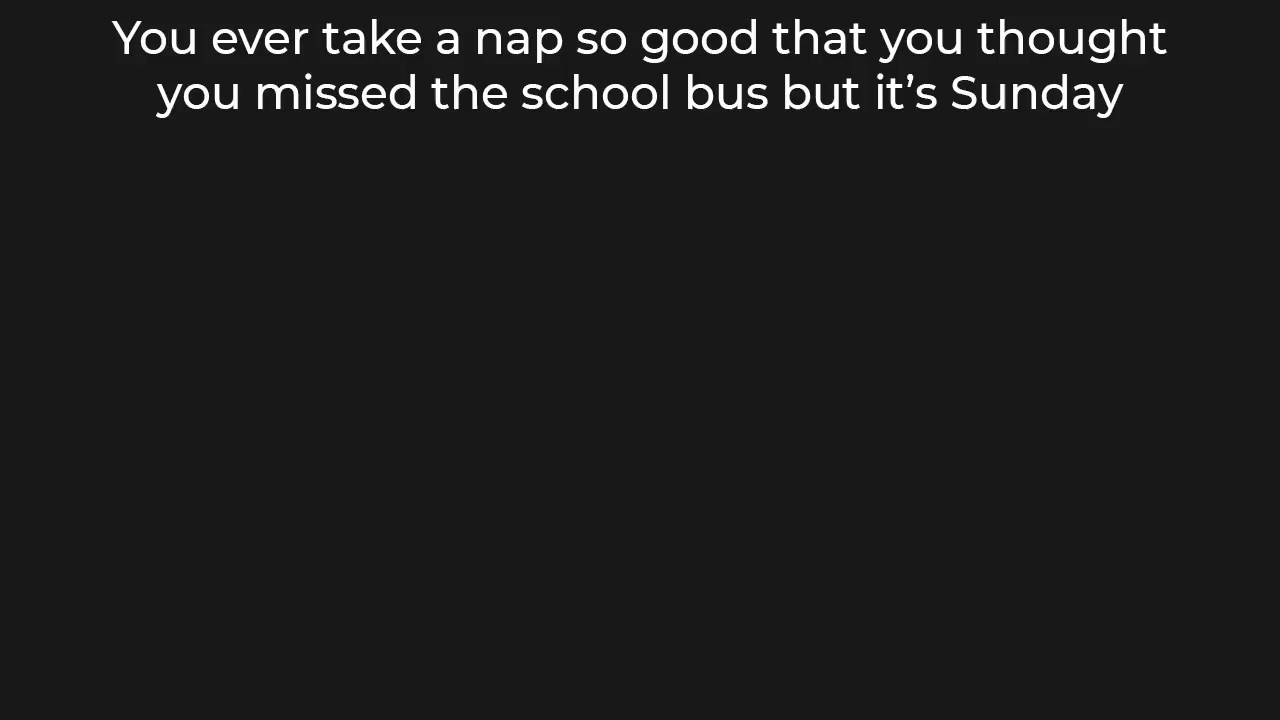 You ever take a nap so good that you thought
you missed the school bus but it’s Sunday